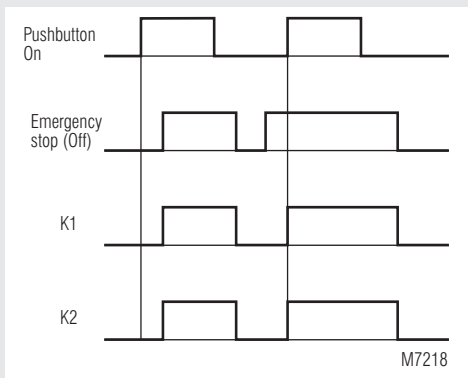 Pushbutton
On
Emergency
stop (Off)
K1
K2
M7218